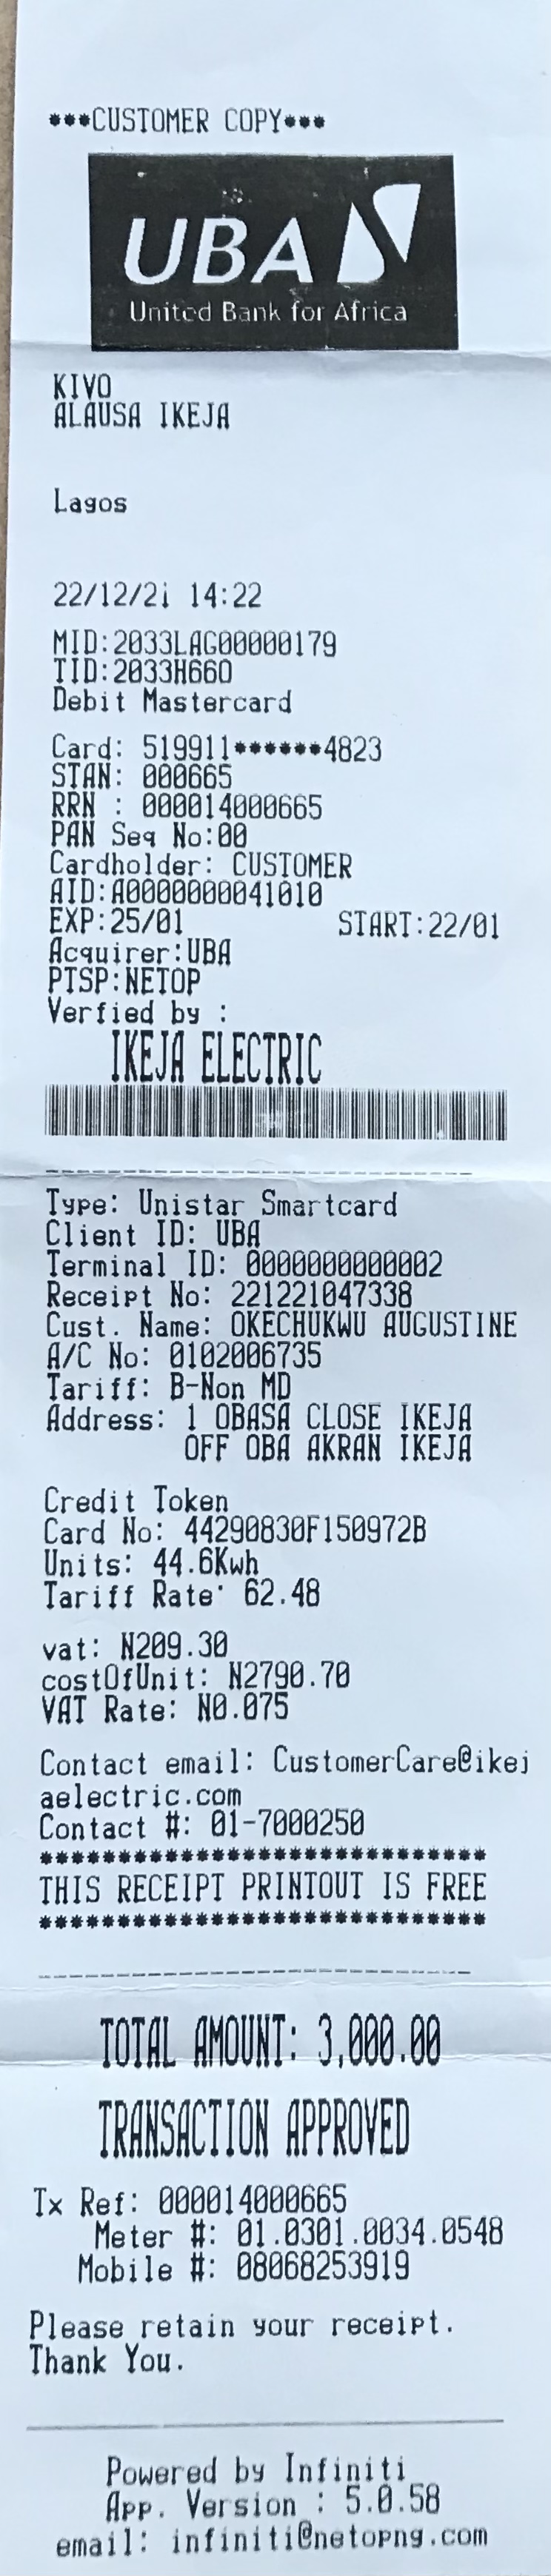 ***CUSTOMER COPY***
UBA
United Bank for Africa
KIVO
ALAUSA IKEJA
Lagos
22/12/21 14:22
MID:2033LAG00000179
TID:2033H660
Debit Mastercard
Card: 519911******4823
STAN: 000665
RRN : 000014000665
PAN Seq No:00
Cardholder: CUSTOMER
AID:A0000000041010
EXP:25/01 START:22/01
Acquirer:UBA
PTSP:NETOP
Verfied by :
IKEJA ELECTRIC
Type: Unistar Smartcard
Client ID: UBA
Terminal ID: 0000000000002
Receipt No: 221221047338
Cust. Name: OKECHUKWU AUGUSTINE
A/C No: 0102006735
Tariff: B-Non MD
Address: 1 OBASA CLOSE IKEJA
OFF OBA AKRAN IKEJA
Credit Token
Card No: 44290830F150972B
Units: 44.6Kwh
Tariff Rate: 62.48
vat: N209.30
costOfUnit: N2790.70
VAT Rate: N0.075
Contact email: CustomerCare@ikej
aelectric.com
Contact #: 01-7000250
*****************************
THIS RECEIPT PRINTOUT IS FREE
*****************************
TOTAL AMOUNT: 3,000.00
TRANSACTION APPROVED
Tx Ref: 000014000665
Meter #: 01.0301.0034.0548
Mobile #: 08068253919
Please retain your receipt.
Thank You.
Powered by Infiniti
App. Version : 5.0.58
email: infiniti@netopng.com